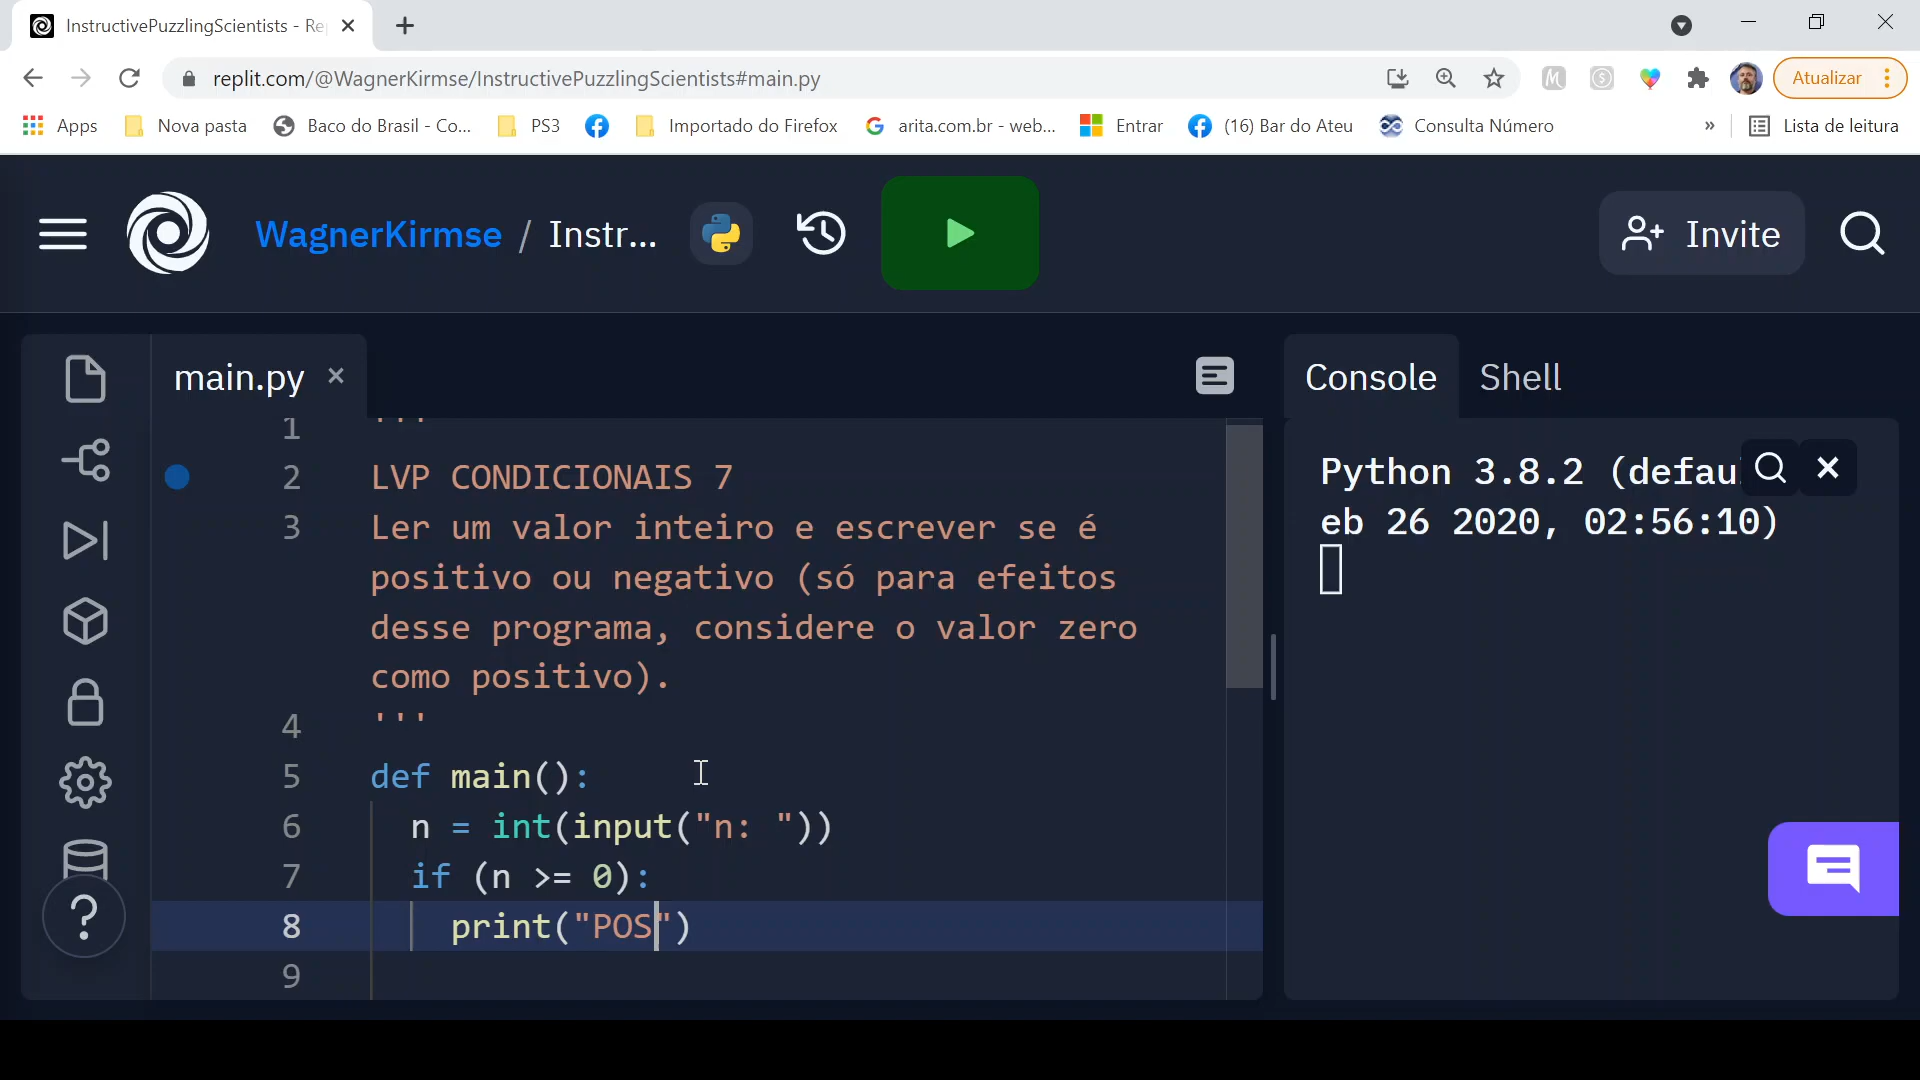 InstructivePuzzlingScientists - Re
replit.com/@WagnerKirmse/InstructivePuzzlingScientists#main.py
Atualizar
Apps
Nova pasta
Baco do Brasil - Co...
PS3
Importado do Firefox
arita.com.br - web...
Entrar
(16) Bar do Ateu
Consulta Número
»
Lista de leitura
WagnerKirmse / Instr...
Invite
main.py
Console
Shell
1 '''
2 LVP CONDICIONAIS 7
3 Ler um valor inteiro e escrever se é
positivo ou negativo (só para efeitos
desse programa, considere o valor zero
como positivo).
4 '''
5 def main():
6 n = int(input("n: "))
7 if (n >= 0):
8 print("POS")
9
Python 3.8.2 (defau
eb 26 2020, 02:56:10)
?